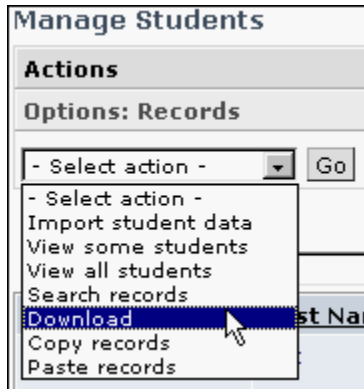 Manage Students
Actions
Options: Records
- Select action - Go
- Select action -
Import student data
View some students
View all students
Search records
Download
Copy records
Paste records